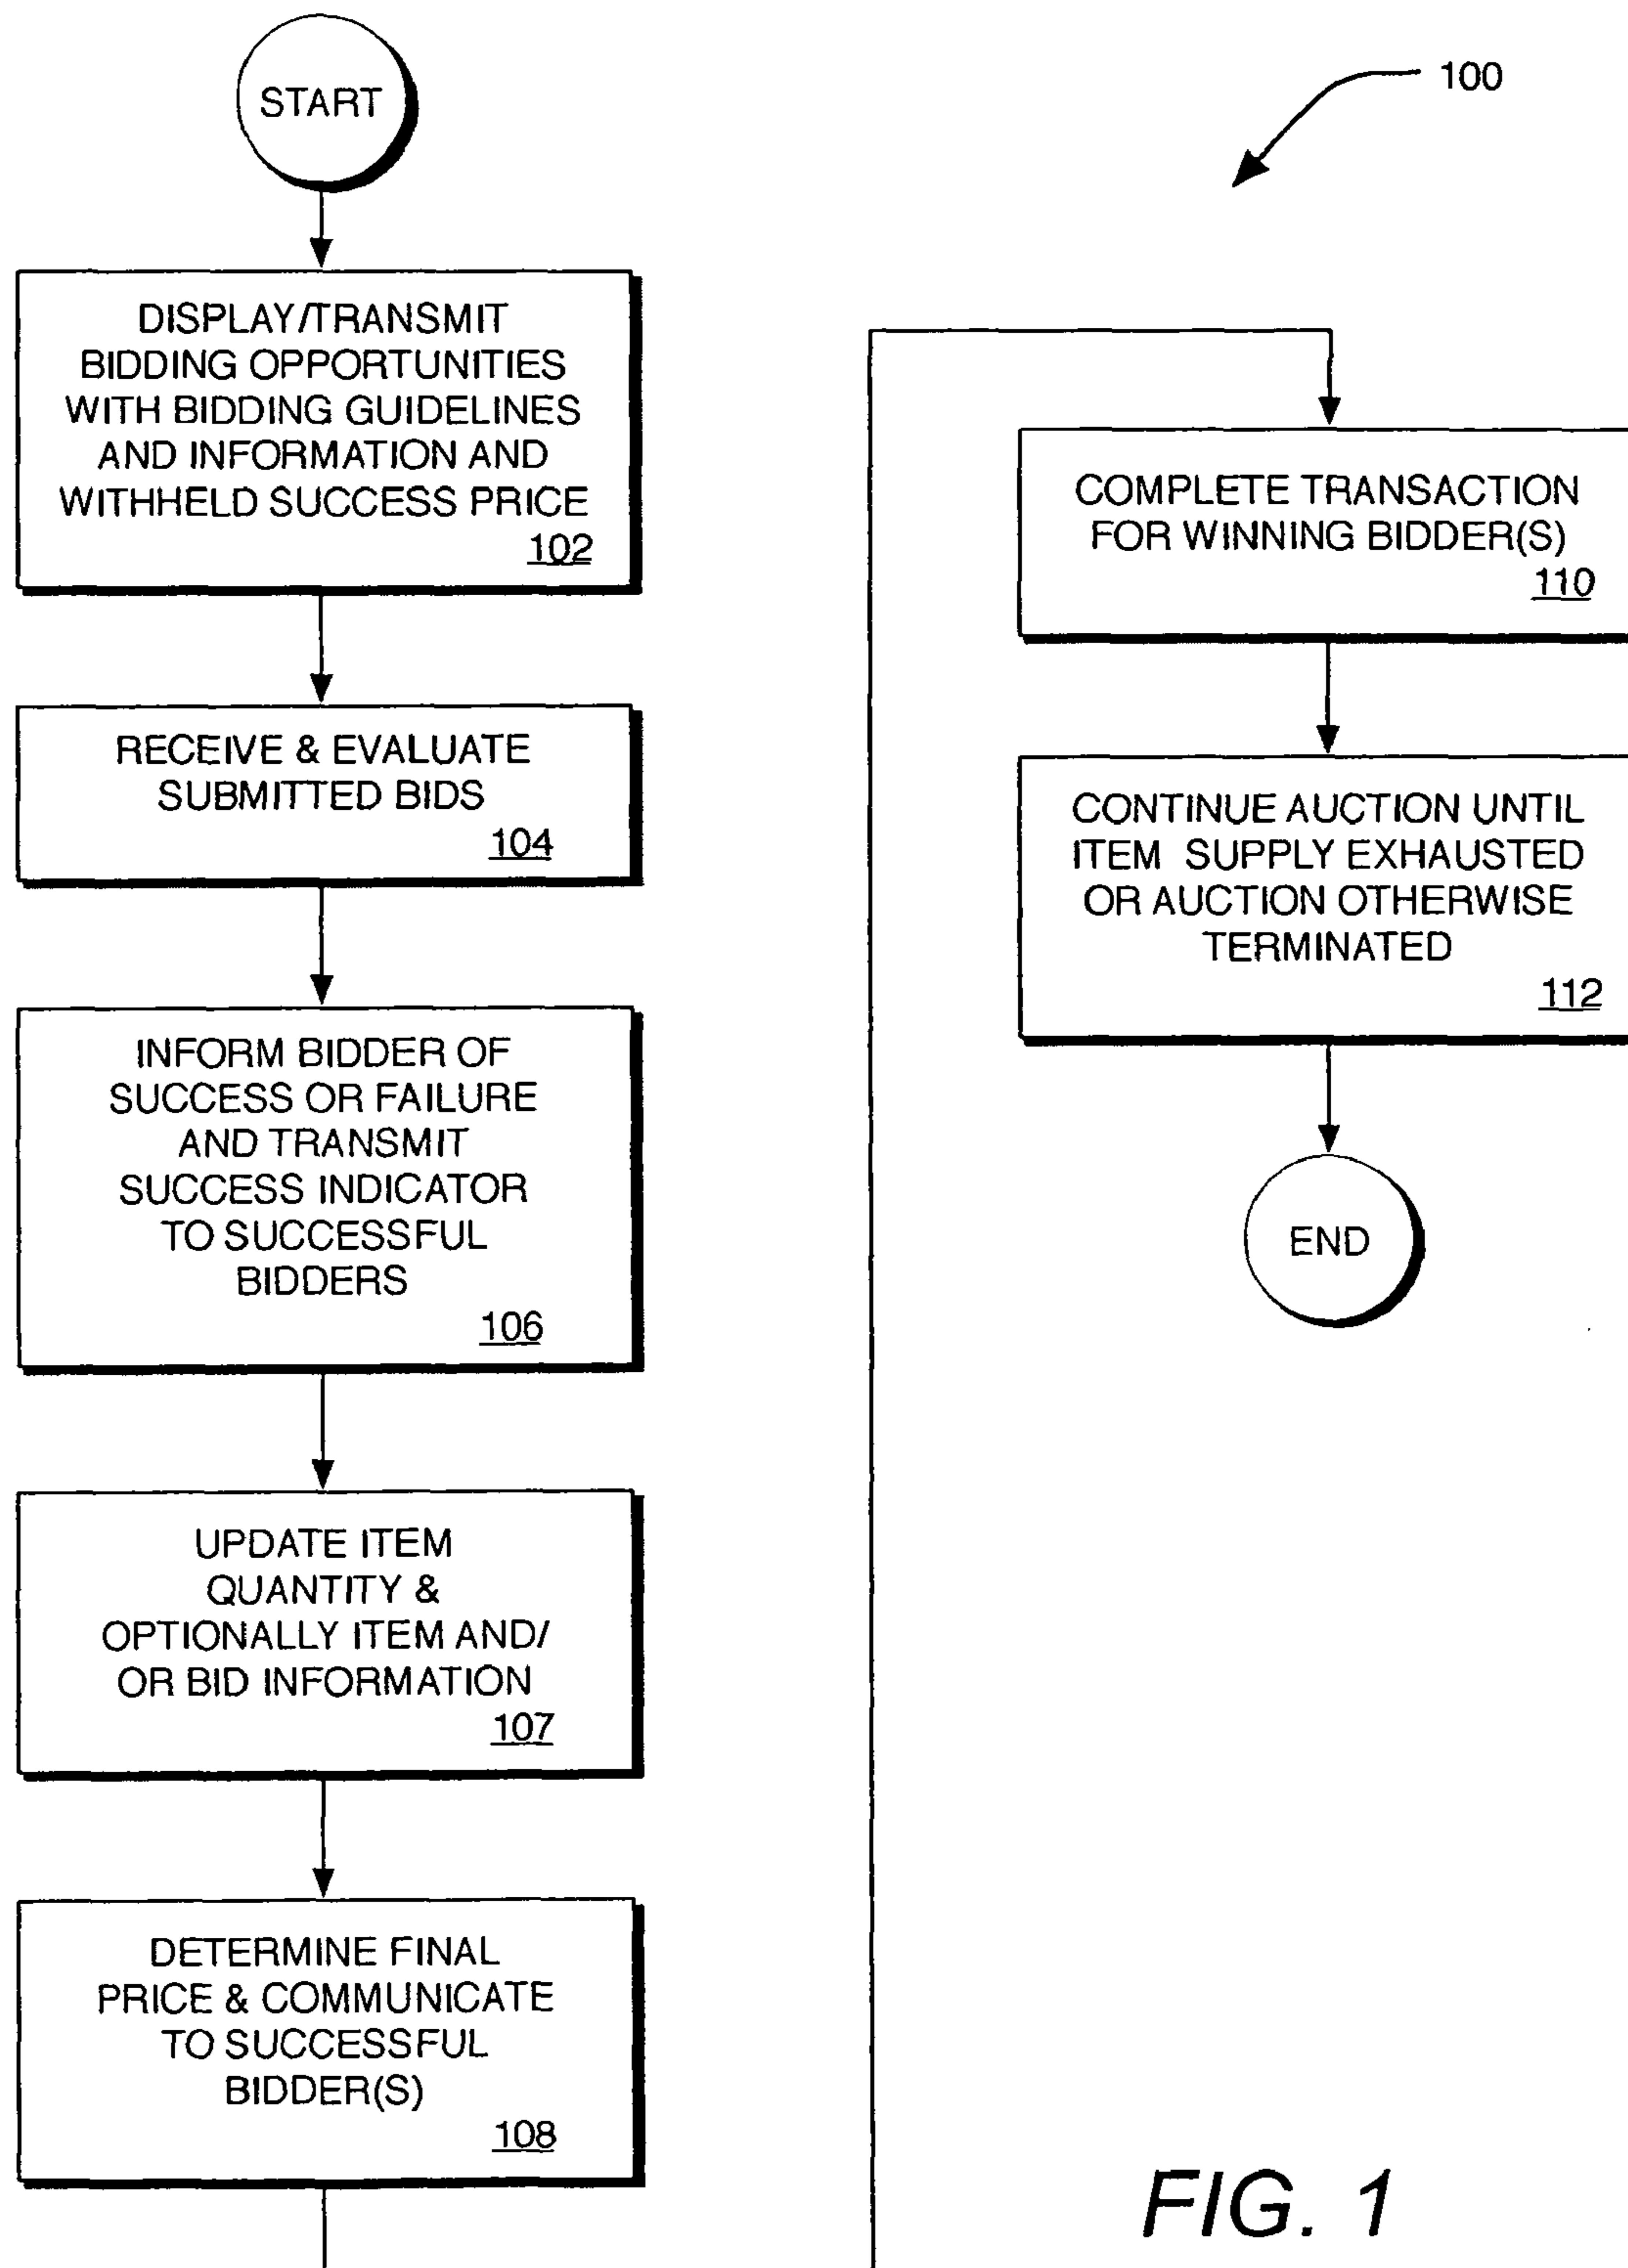 START
DISPLAY/TRANSMIT
BIDDING OPPORTUNITIES
WITH BIDDING GUIDELINES
AND INFORMATION AND
WITHHELD SUCCESS PRICE
102
RECEIVE & EVALUATE
SUBMITTED BIDS
104
INFORM BIDDER OF
SUCCESS OR FAILURE
AND TRANSMIT
SUCCESS INDICATOR
TO SUCCESSFUL
BIDDERS
106
UPDATE ITEM
QUANTITY &
OPTIONALLY ITEM AND/
OR BID INFORMATION
107
DETERMINE FINAL
PRICE & COMMUNICATE
TO SUCCESSFUL
BIDDER(S)
108
100
COMPLETE TRANSACTION
FOR WINNING BIDDER(S)
110
CONTINUE AUCTION UNTIL
ITEM SUPPLY EXHAUSTED
OR AUCTION OTHERWISE
TERMINATED
112
END
FIG. 1